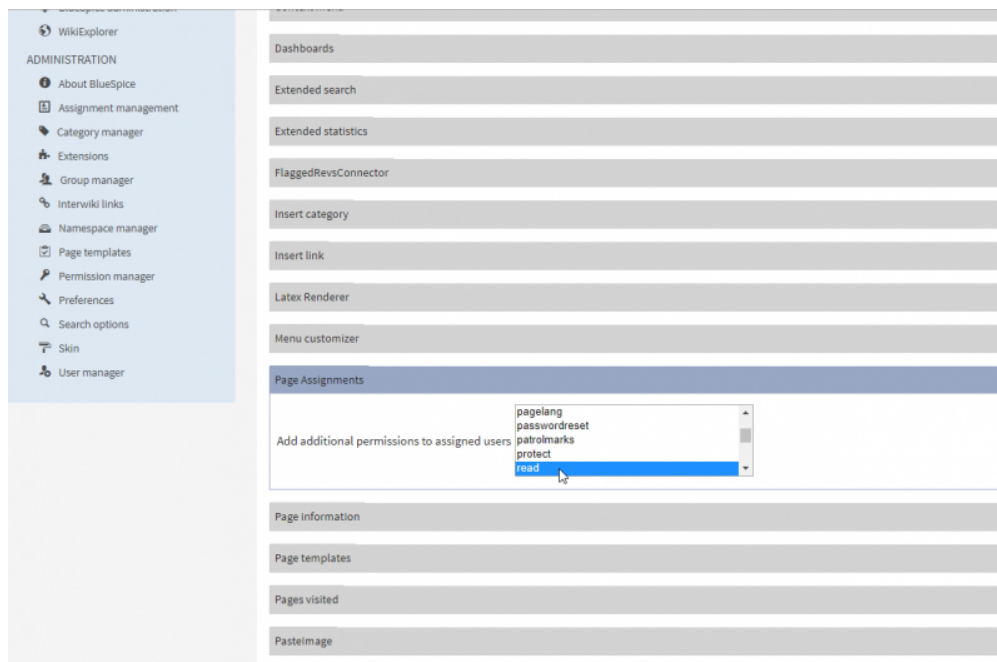 WikiExplorer
ADMINISTRATION
About BlueSpice
Assignment management
Category manager
Extensions
Group manager
Interwiki links
Namespace manager
Page templates
Permission manager
Preferences
Search options
Skin
User manager
Dashboards
Extended search
Extended statistics
FlaggedRevsConnector
Insert category
Insert link
Latex Renderer
Menu customizer
Page Assignments
Add additional permissions to assigned users
pagelang
passwordreset
patrolmarks
protect
read
Page information
Page templates
Pages visited
PasteImage